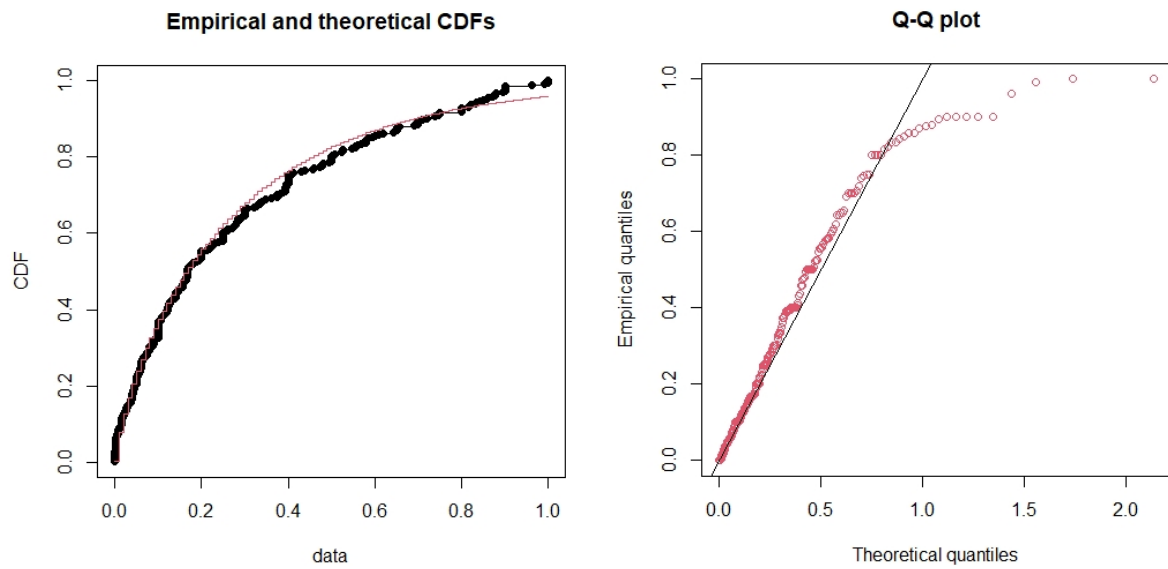 Empirical and theoretical CDFs
CDF
1.0
0.8
0.6
0.4
0.2
0.0
0.0 0.2 0.4 0.6 0.8 1.0
data
Q-Q plot
Empirical quantiles
1.0
0.8
0.6
0.4
0.2
0.0
0.0 0.5 1.0 1.5 2.0
Theoretical quantiles